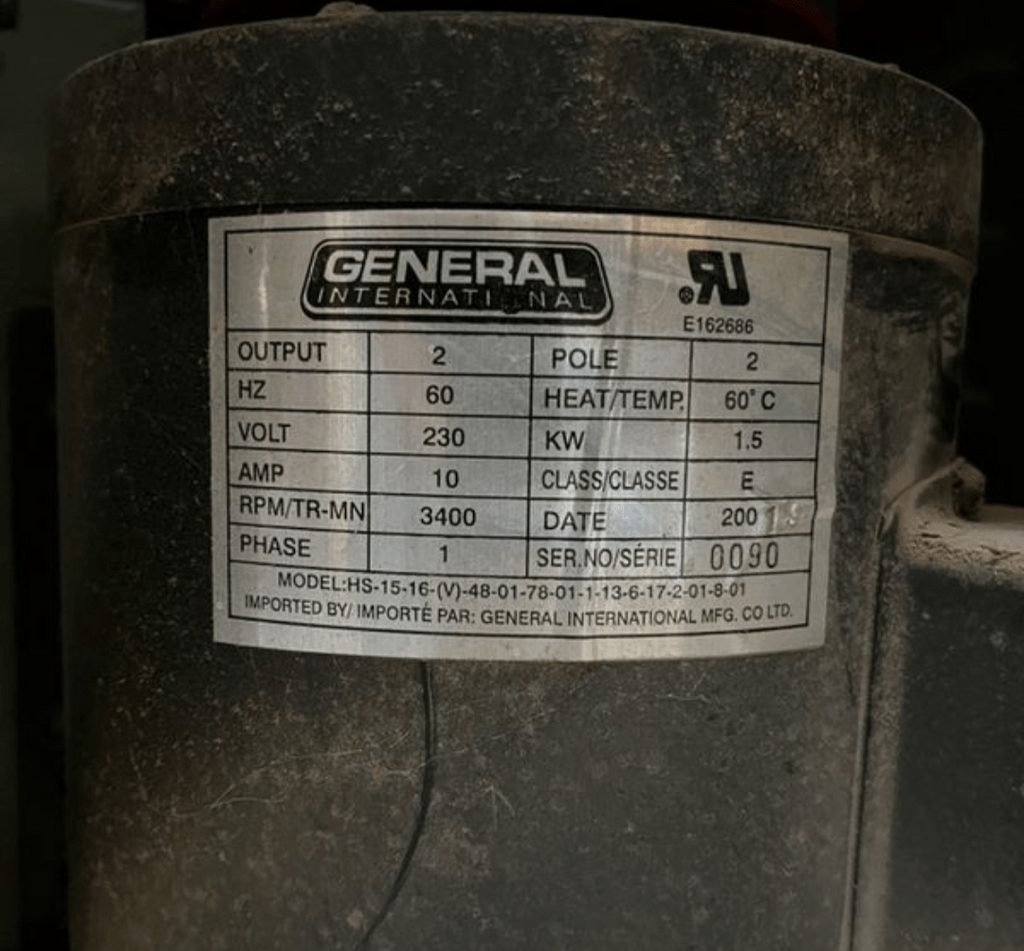 GENERAL
INTERNATIONAL
E162686
OUTPUT 2 POLE 2
HZ 60 HEAT/TEMP. 60°C
VOLT 230 KW 1.5
AMP 10 CLASS/CLASSE E
RPM/TR-MN 3400 DATE
PHASE 1 SER.NO/SÉRIE 0090
MODEL:HS-15-16-(V)-48-01-78-01-1-13-6-17-2-01-8-01
IMPORTED BY/ IMPORTÉ PAR: GENERAL INTERNATIONAL MFG. CO LTD.